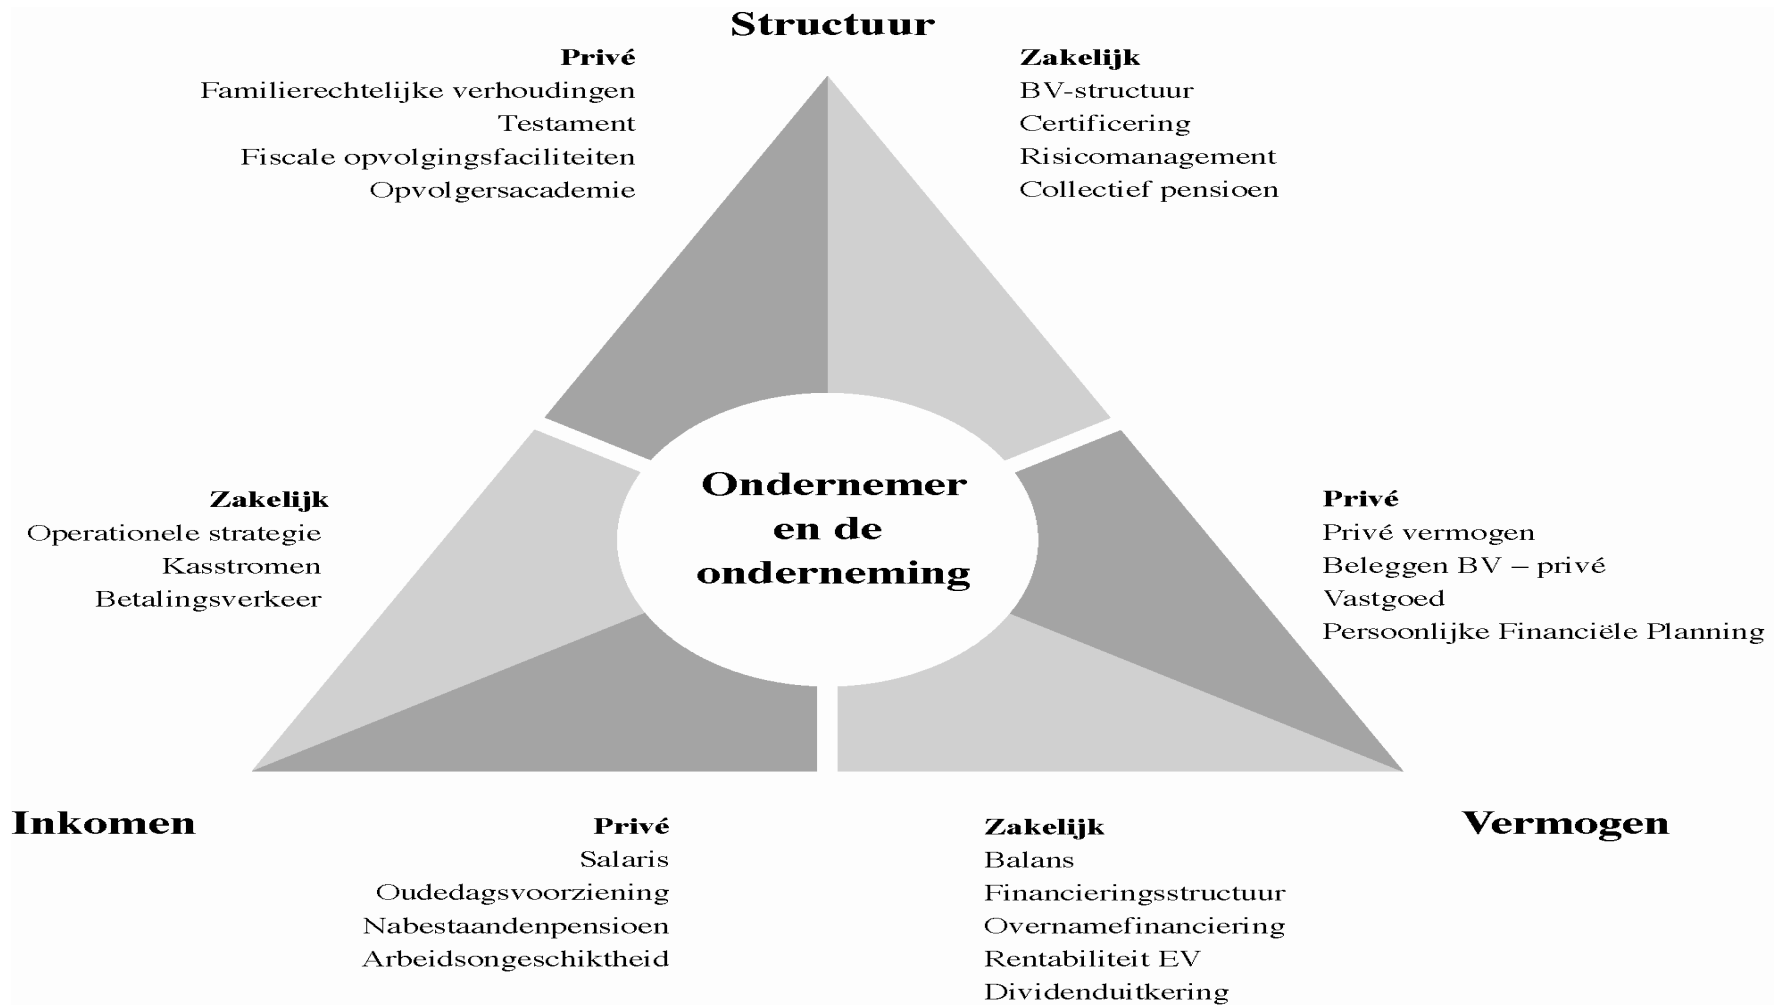 Structuur
Privé
Familierechtelijke verhoudingen
Testament
Fiscale opvolgingsfaciliteiten
Opvolgersacademie
Zakelijk
BV-structuur
Certificering
Risicomanagement
Collectief pensioen
Zakelijk
Operationele strategie
Kasstromen
Betalingsverkeer
Ondernemer
en de
onderneming
Privé
Privé vermogen
Beleggen BV – privé
Vastgoed
Persoonlijke Financiële Planning
Inkomen
Privé
Salaris
Oudedagsvoorziening
Nabestaandenpensioen
Arbeidsongeschiktheid
Zakelijk
Balans
Financieringsstructuur
Overnamefinanciering
Rentabiliteit EV
Dividenduitkering
Vermogen